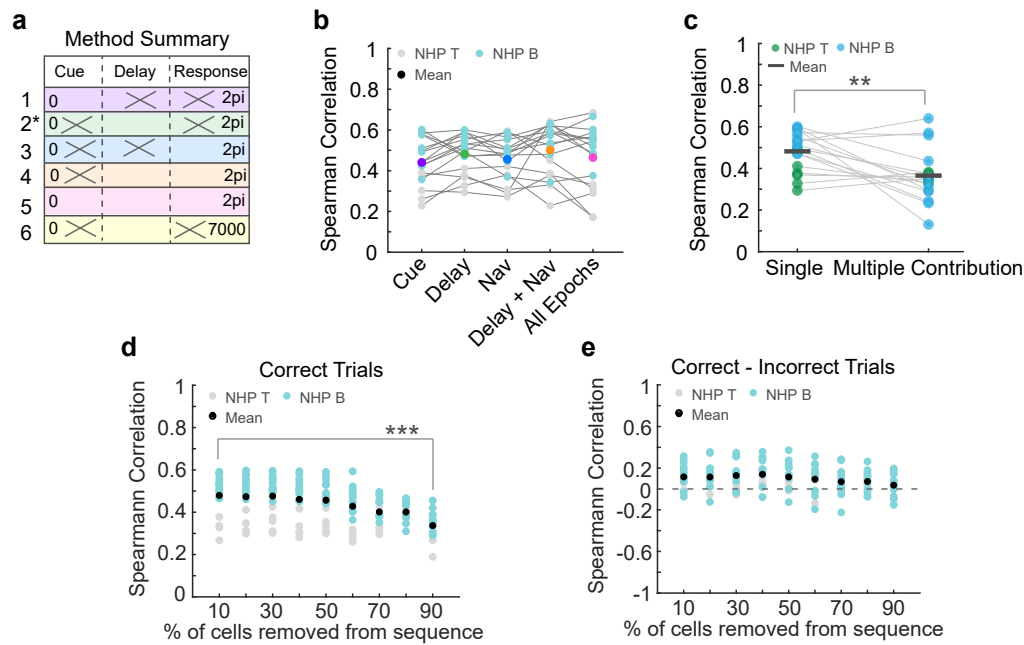 a
Method Summary
Cue Delay Response
1 0 2pi
2* 0 2pi
3 0 2pi
4 0 2pi
5 0 2pi
6 0 7000
b
Spearman Correlation
1
0.8
0.6
0.4
0.2
0
NHP T NHP B
Mean
Cue
Delay
Nav
Delay + Nav
All Epochs
c
Spearman Correlation
1
0.8
0.6
0.4
0.2
0
NHP T NHP B
Mean
**
Single Multiple Contribution
d
Correct Trials
Spearmann Correlation
1
0.8
0.6
0.4
0.2
0
NHP T NHP B
Mean
***
10 30 50 70 90
% of cells removed from sequence
e
Correct - Incorrect Trials
Spearmann Correlation
1
0.6
0.2
0
-0.2
-0.6
-1
NHP T NHP B
Mean
10 30 50 70 90
% of cells removed from sequence